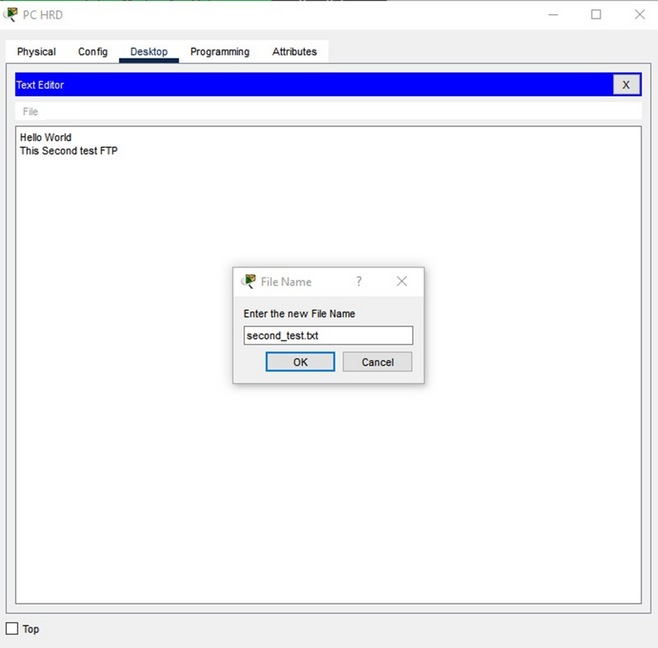 PC HRD
Physical Config Desktop Programming Attributes
Text Editor X
File
Hello World
This Second test FTP
File Name ?
Enter the new File Name
second_test.txt
OK Cancel
Top